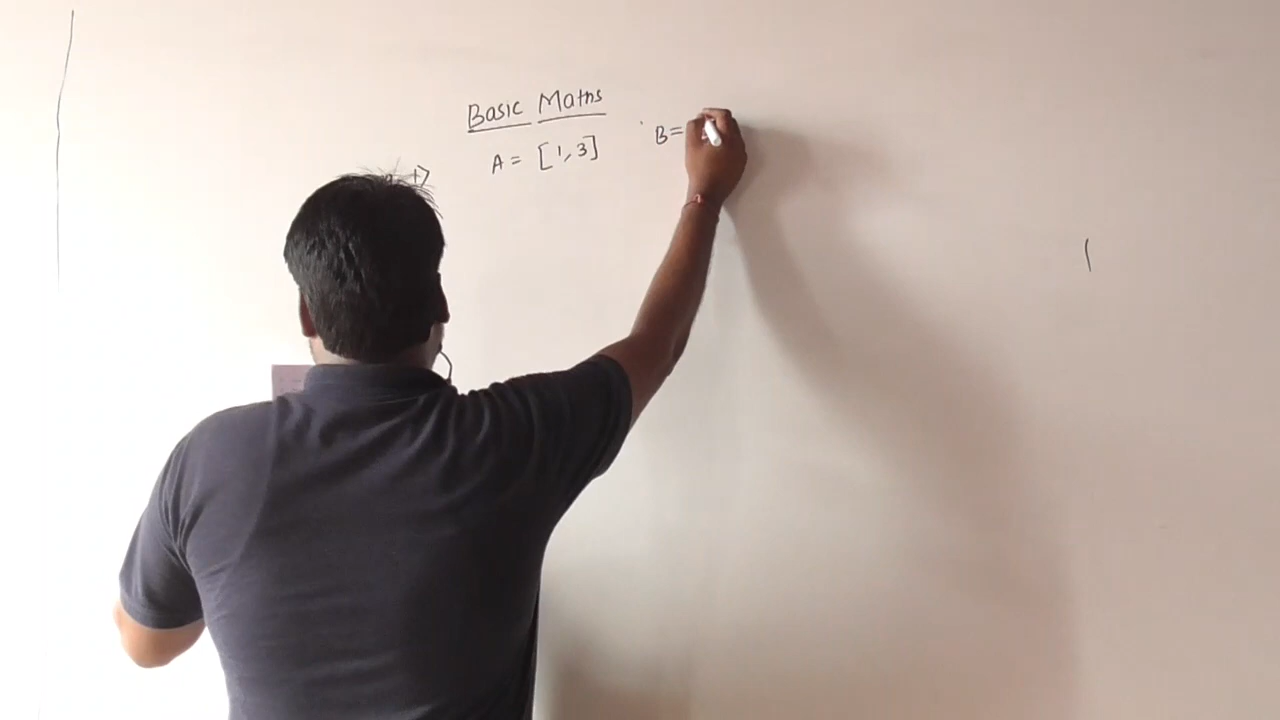 Basic Maths
A = [1,3] B=